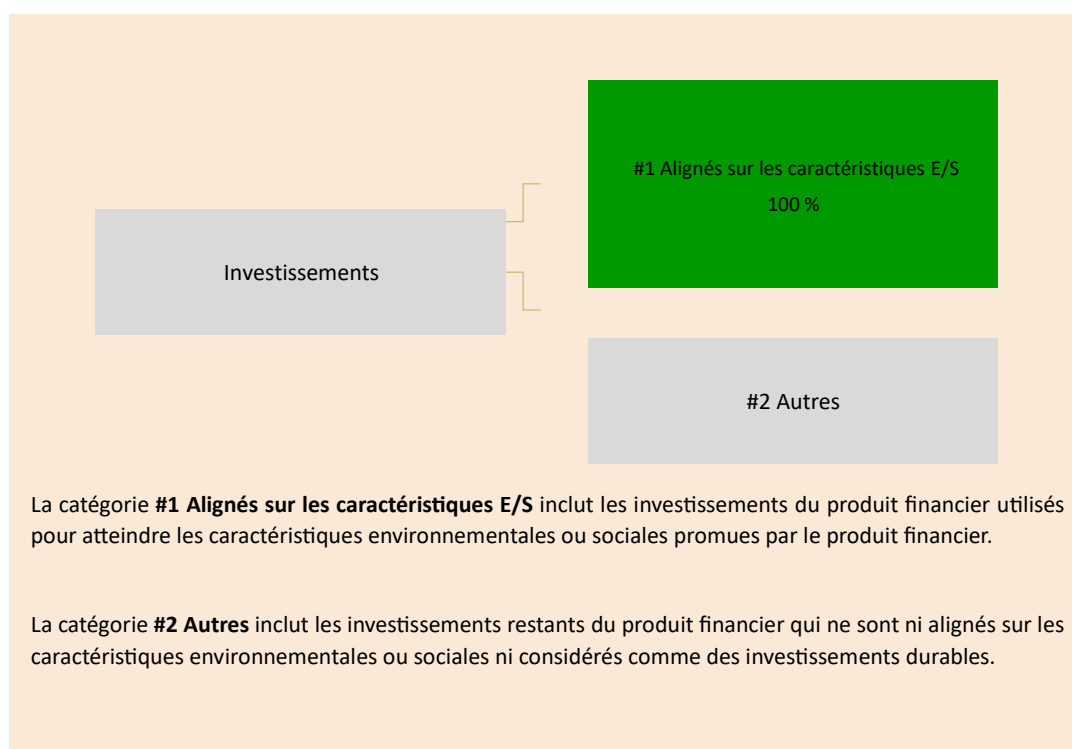 #1 Alignés sur les caractéristiques E/S
100 %
Investissements
#2 Autres
La catégorie #1 Alignés sur les caractéristiques E/S inclut les investissements du produit financier utilisés
pour atteindre les caractéristiques environnementales ou sociales promues par le produit financier.
La catégorie #2 Autres inclut les investissements restants du produit financier qui ne sont ni alignés sur les
caractéristiques environnementales ou sociales ni considérés comme des investissements durables.